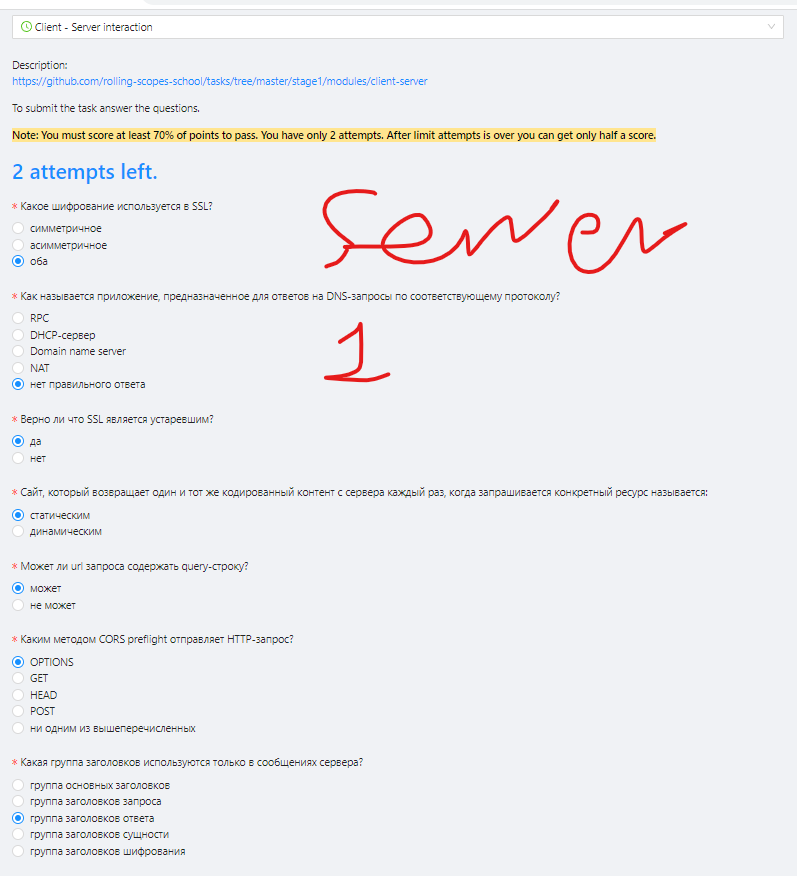 Client - Server interaction
Description:
https://github.com/rolling-scopes-school/tasks/tree/master/stage1/modules/client-server
To submit the task answer the questions.
Note: You must score at least 70% of points to pass. You have only 2 attempts. After limit attempts is over you can get only half a score.
2 attempts left.
* Какое шифрование используется в SSL?
симметричное
асимметричное
оба
Server
* Как называется приложение, предназначенное для ответов на DNS-запросы по соответствующему протоколу?
RPC
DHCP-сервер
Domain name server
NAT
нет правильного ответа
1
* Верно ли что SSL является устаревшим?
да
нет
* Сайт, который возвращает один и тот же кодированный контент с сервера каждый раз, когда запрашивается конкретный ресурс называется:
статическим
динамическим
* Может ли url запроса содержать query-строку?
может
не может
* Каким методом CORS preflight отправляет HTTP-запрос?
OPTIONS
GET
HEAD
POST
ни одним из вышеперечисленных
* Какая группа заголовков используются только в сообщениях сервера?
группа основных заголовков
группа заголовков запроса
группа заголовков ответа
группа заголовков сущности
группа заголовков шифрования